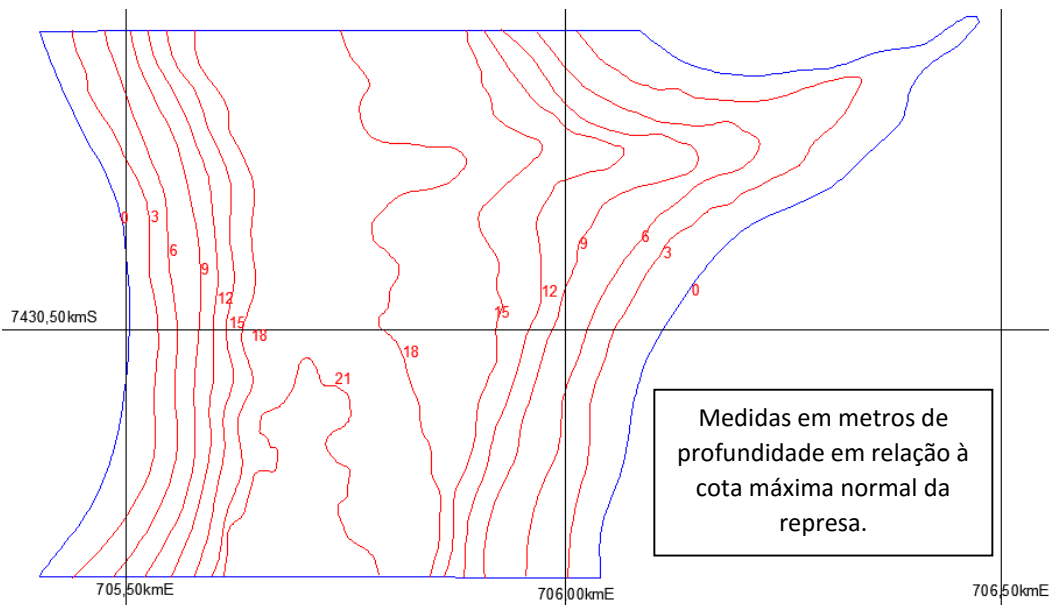 0
3
6
9
12
15
18
21
18
15
12
9
6
3
0
7430,50kmS
Medidas em metros de
profundidade em relação à
cota máxima normal da
represa.
705,50kmE
706,00kmE
706,50kmE